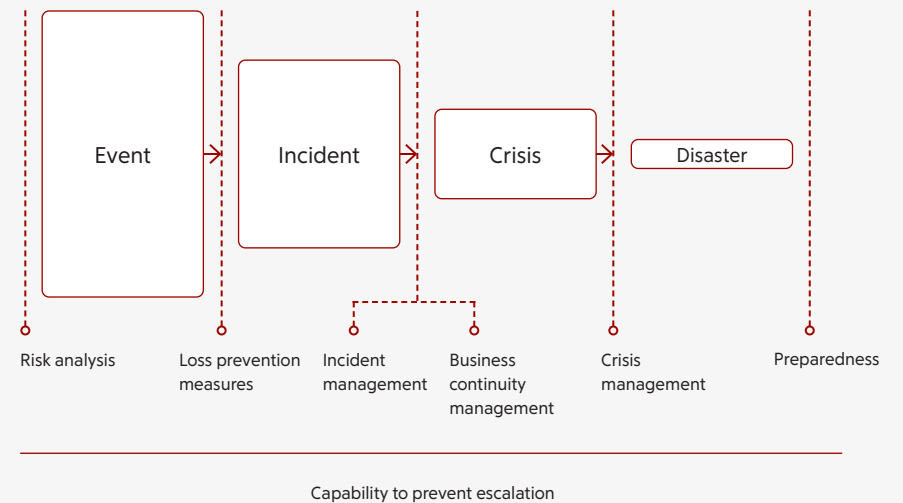 Event
Incident
Crisis
Disaster
Risk analysis
Loss prevention
measures
Incident
management
Business
continuity
management
Crisis
management
Preparedness
Capability to prevent escalation